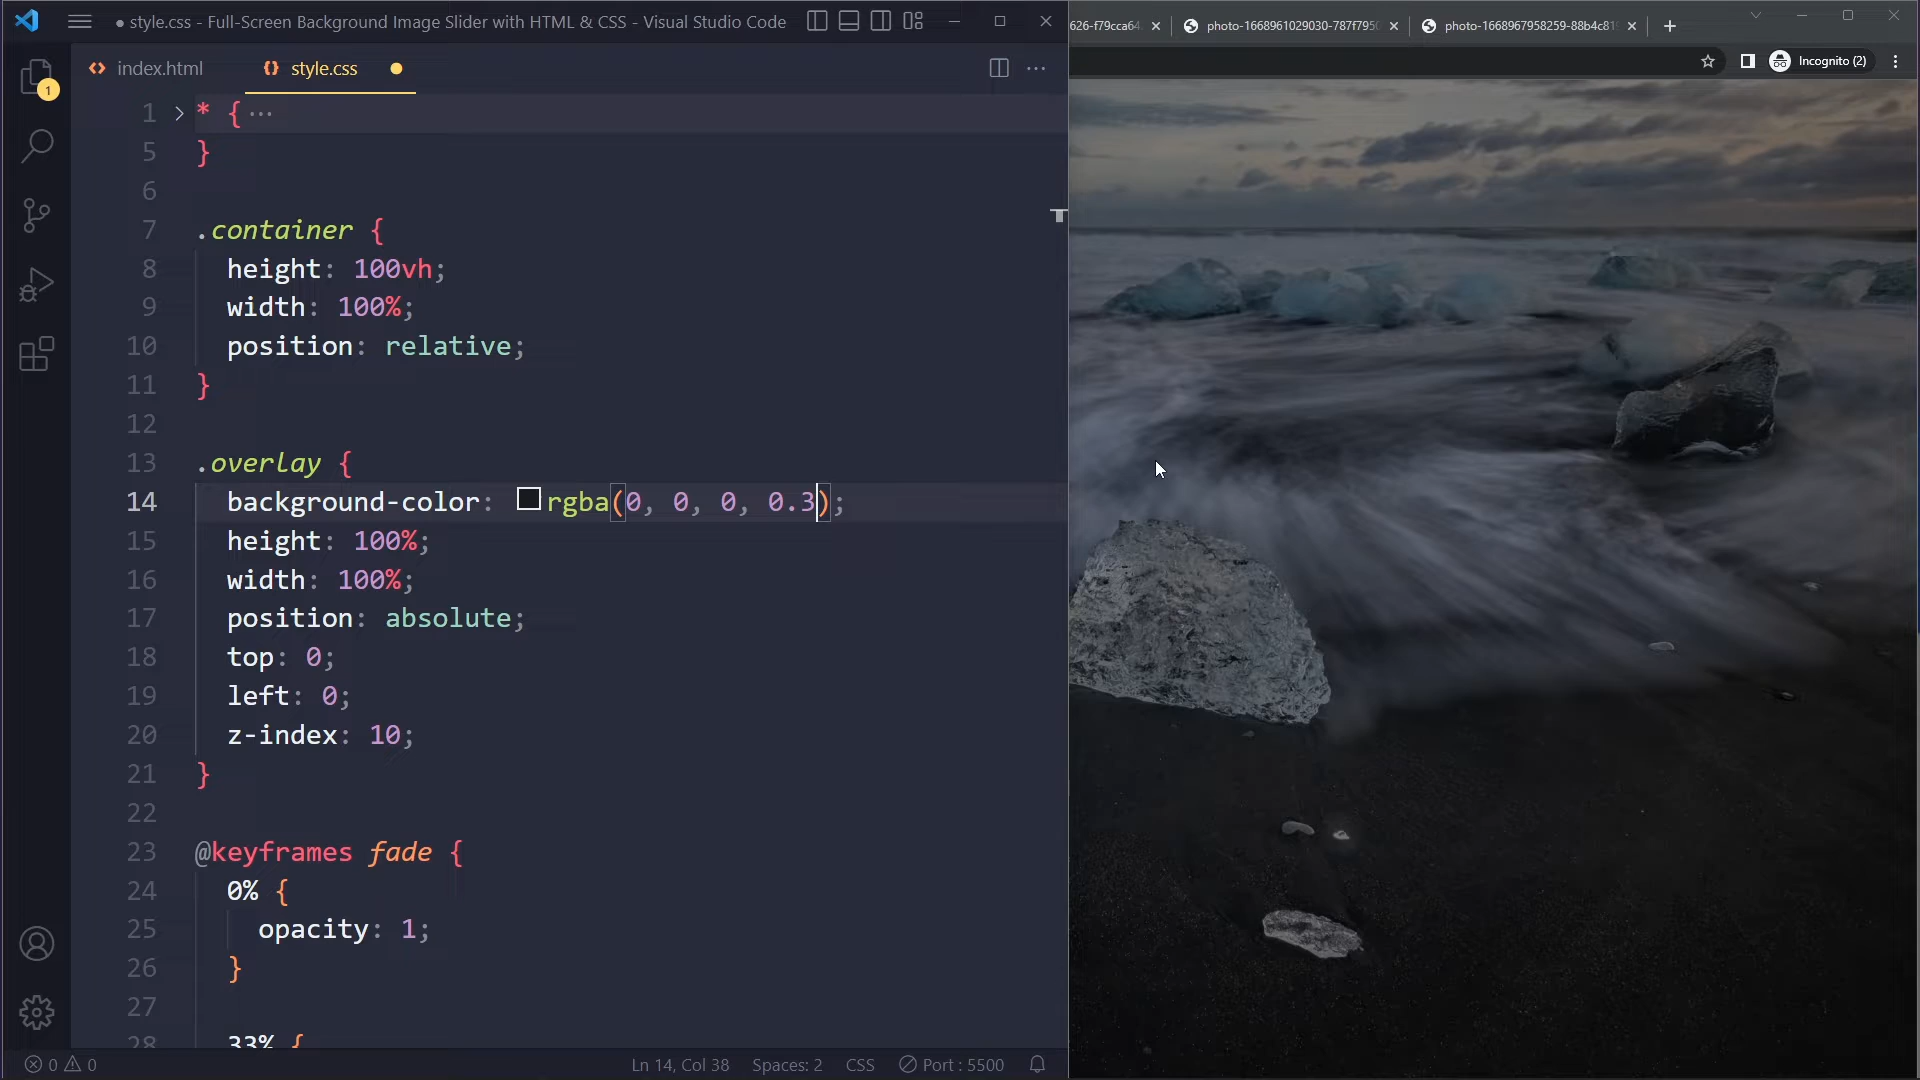 ● style.css - Full-Screen Background Image Slider with HTML & CSS - Visual Studio Code
626-f79cca64
photo-1668961029030-787f795
photo-1668967958259-88b4c81
Incognito (2)
index.html
style.css
1
1 * { ···
5 }
6
7 .container {
8 height: 100vh;
9 width: 100%;
10 position: relative;
11 }
12
13 .overlay {
14 background-color: rgba(0, 0, 0, 0.3);
15 height: 100%;
16 width: 100%;
17 position: absolute;
18 top: 0;
19 left: 0;
20 z-index: 10;
21 }
22
23 @keyframes fade {
24 0% {
25 opacity: 1;
26 }
27
28 33% {
0 0
Ln 14, Col 38
Spaces: 2
CSS
Port : 5500